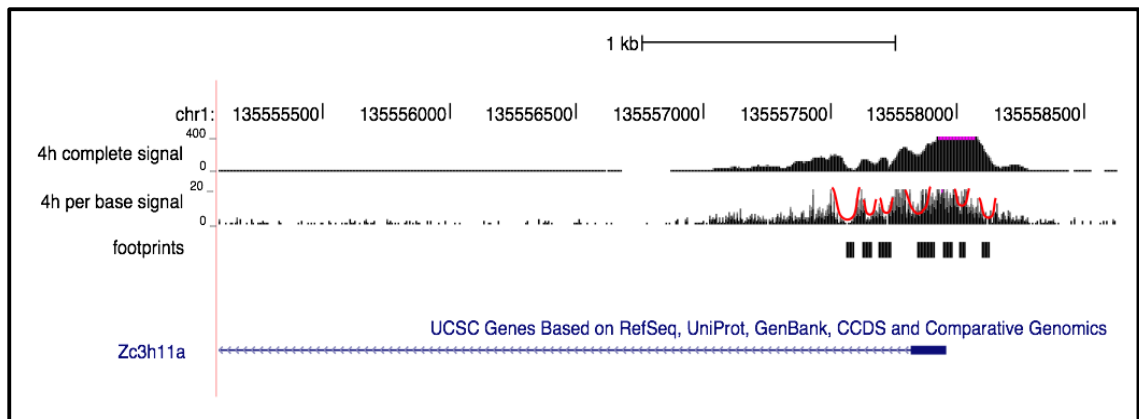 1 kb
chr1: 135555500 135556000 135556500 135557000 135557500 135558000 135558500
400
4h complete signal
0
20
4h per base signal
0
footprints
UCSC Genes Based on RefSeq, UniProt, GenBank, CCDS and Comparative Genomics
Zc3h11a